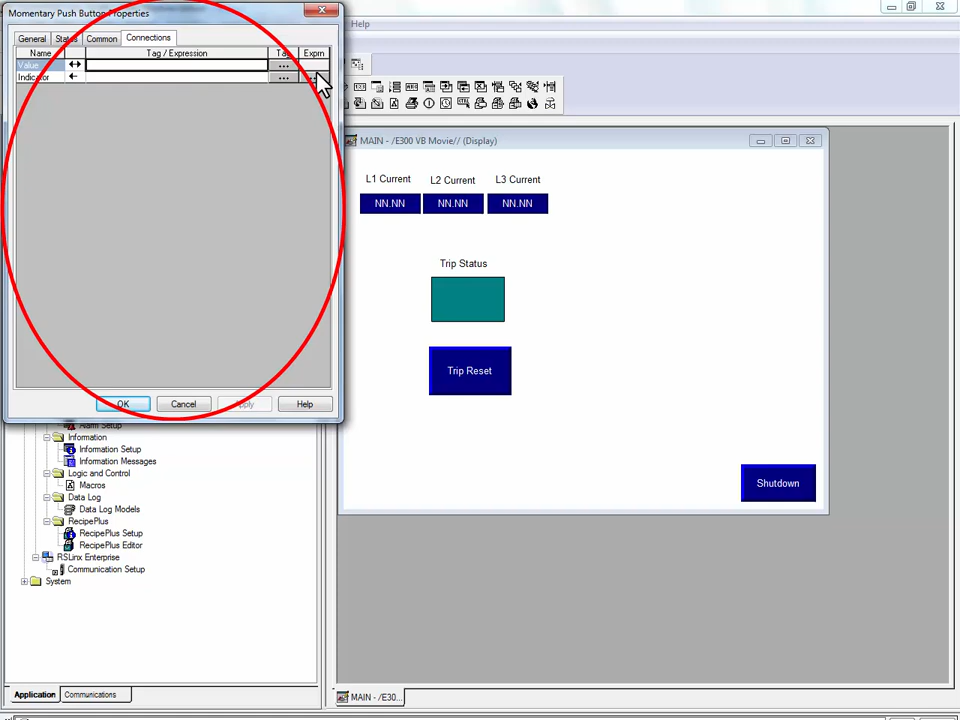 Momentary Push Button Properties
Help
General
Common
Connections
Name
Tag / Expression
Exprn
Value
Indicator
MAIN - /E300 VB Movie// (Display)
L1 Current
L2 Current
L3 Current
NN.NN
NN.NN
NN.NN
Trip Status
Trip Reset
Shutdown
OK
Cancel
Apply
Help
Alarm Setup
Information
Information Setup
Information Messages
Logic and Control
Macros
Data Log
Data Log Models
RecipePlus
RecipePlus Setup
RecipePlus Editor
RSLinx Enterprise
Communication Setup
System
Application
Communications
MAIN - /E30...